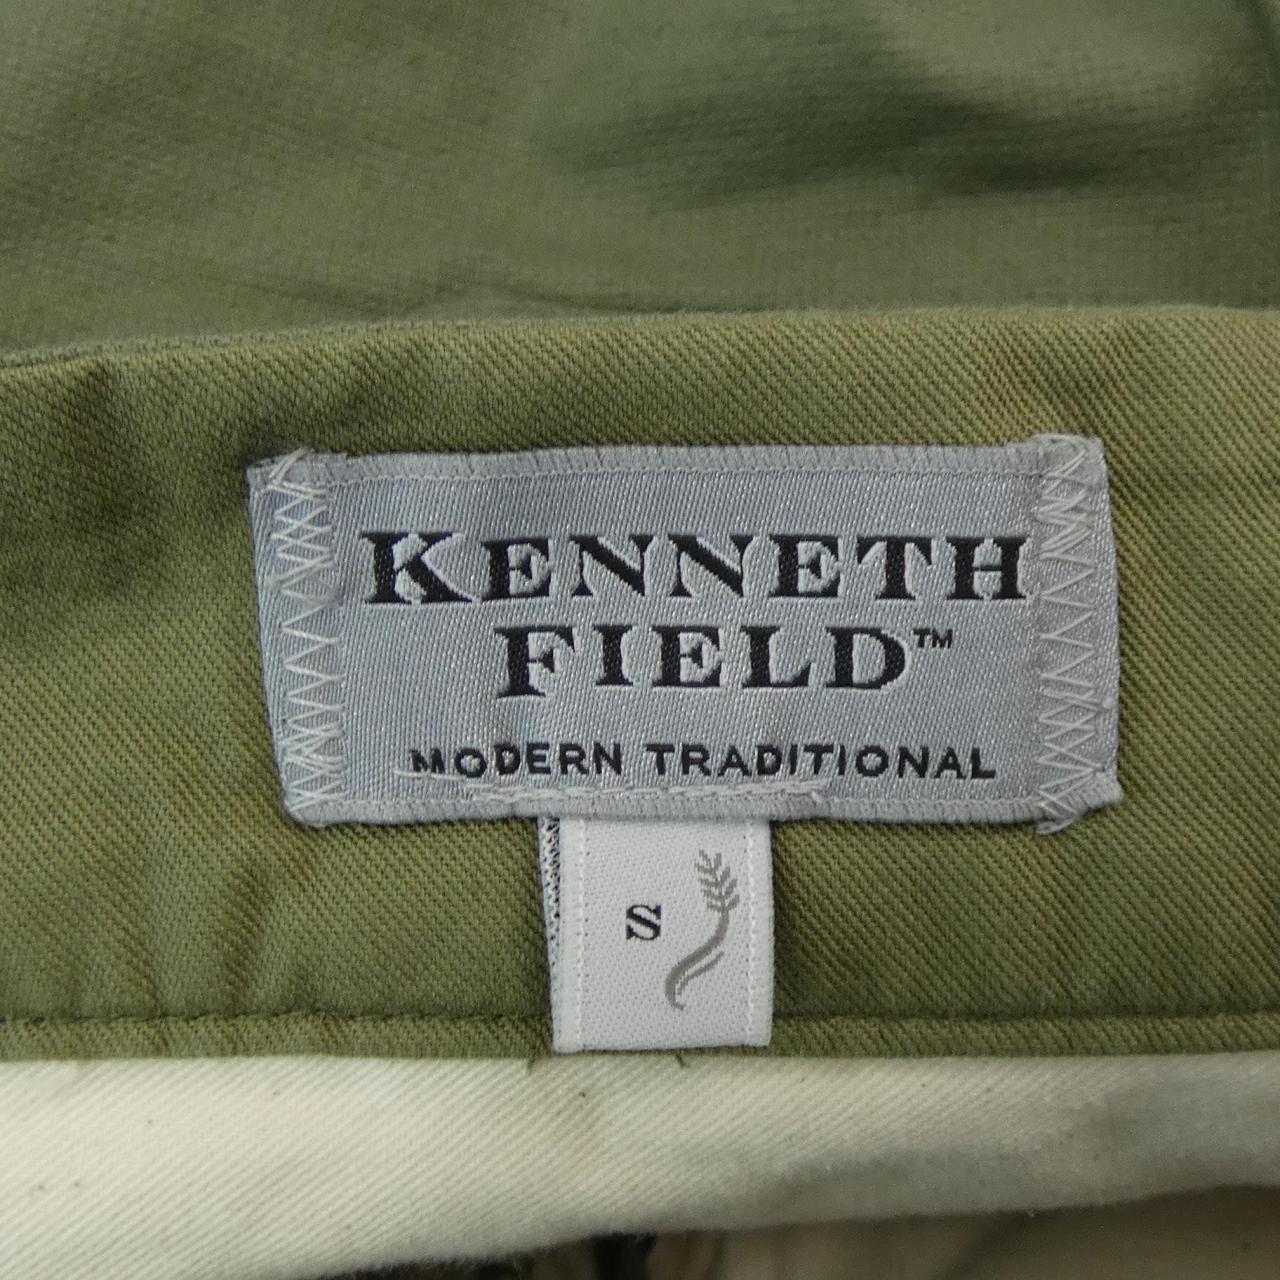 KENNETH
FIELD™
MODERN TRADITIONAL
S